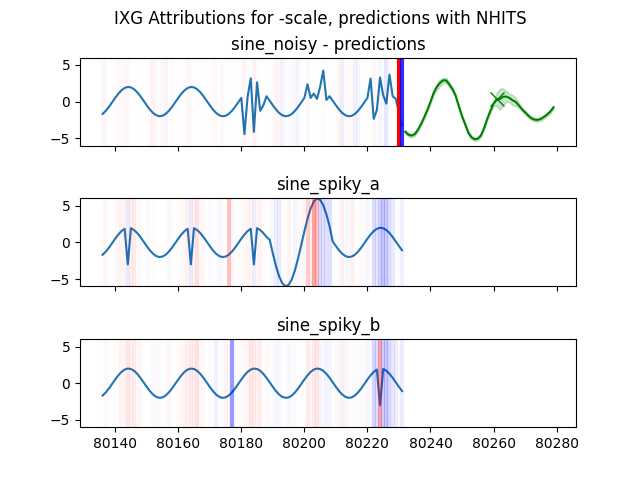 IXG Attributions for -scale, predictions with NHITS
sine_noisy - predictions
5
0
−5
sine_spiky_a
5
0
−5
sine_spiky_b
5
0
−5
80140 80160 80180 80200 80220 80240 80260 80280